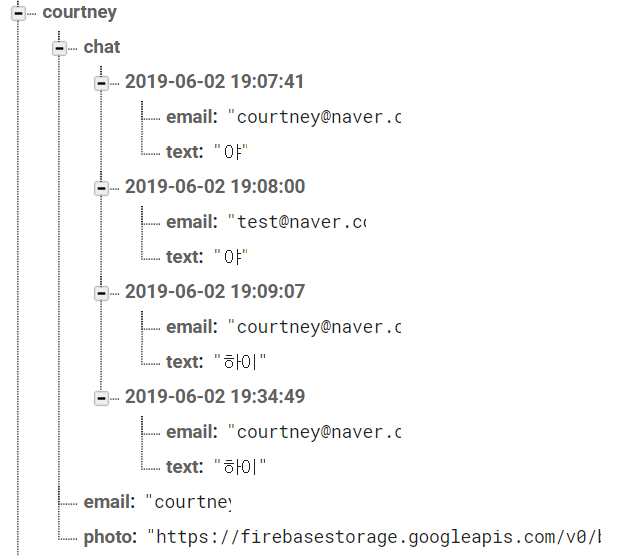 courtney
chat
2019-06-02 19:07:41
email: "courtney@naver.c
text: "야"
2019-06-02 19:08:00
email: "test@naver.co
text: "야"
2019-06-02 19:09:07
email: "courtney@naver.c
text: "하이"
2019-06-02 19:34:49
email: "courtney@naver.c
text: "하이"
email: "courtney
photo: "https://firebasestorage.googleapis.com/v0/b